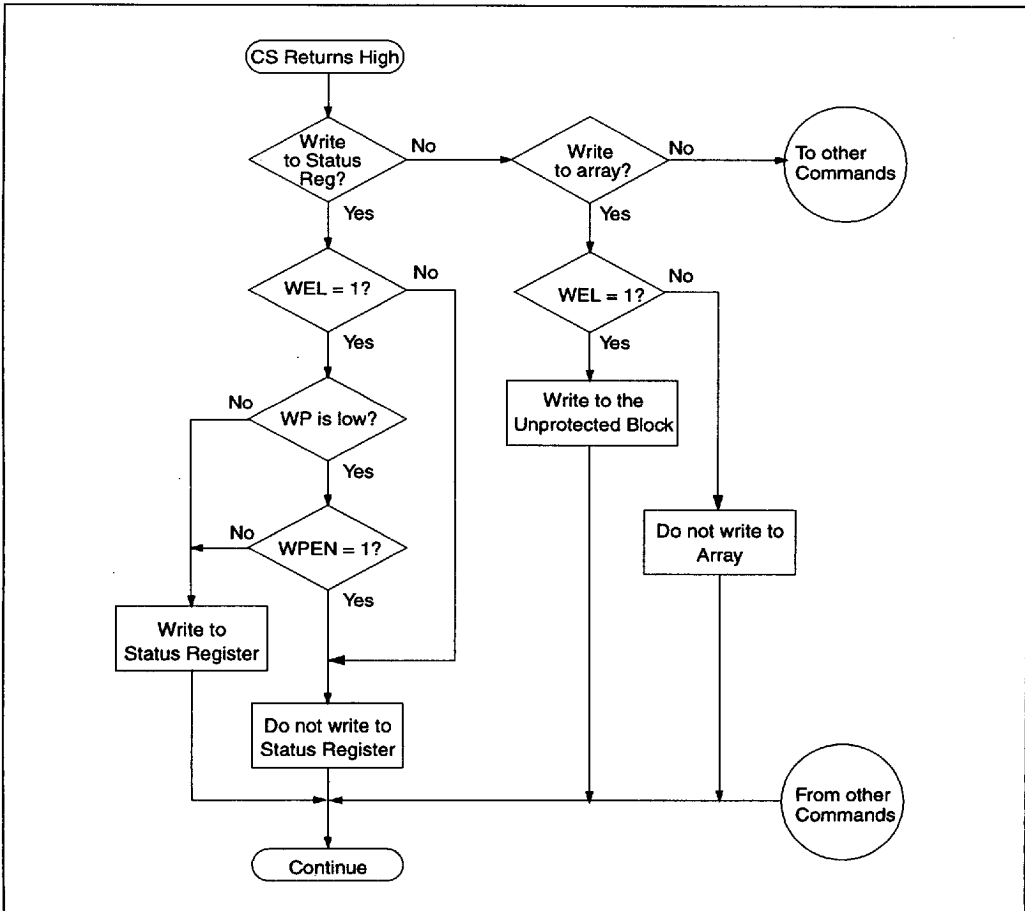 CS Returns High
Write
to Status
Reg?
No
Write
to array?
No
To other
Commands
Yes
Yes
WEL = 1?
No
WEL = 1?
No
Yes
Yes
Write to the
Unprotected Block
No
WP is low?
Yes
Do not write to
Array
No
WPEN = 1?
Yes
Write to
Status Register
Do not write to
Status Register
From other
Commands
Continue